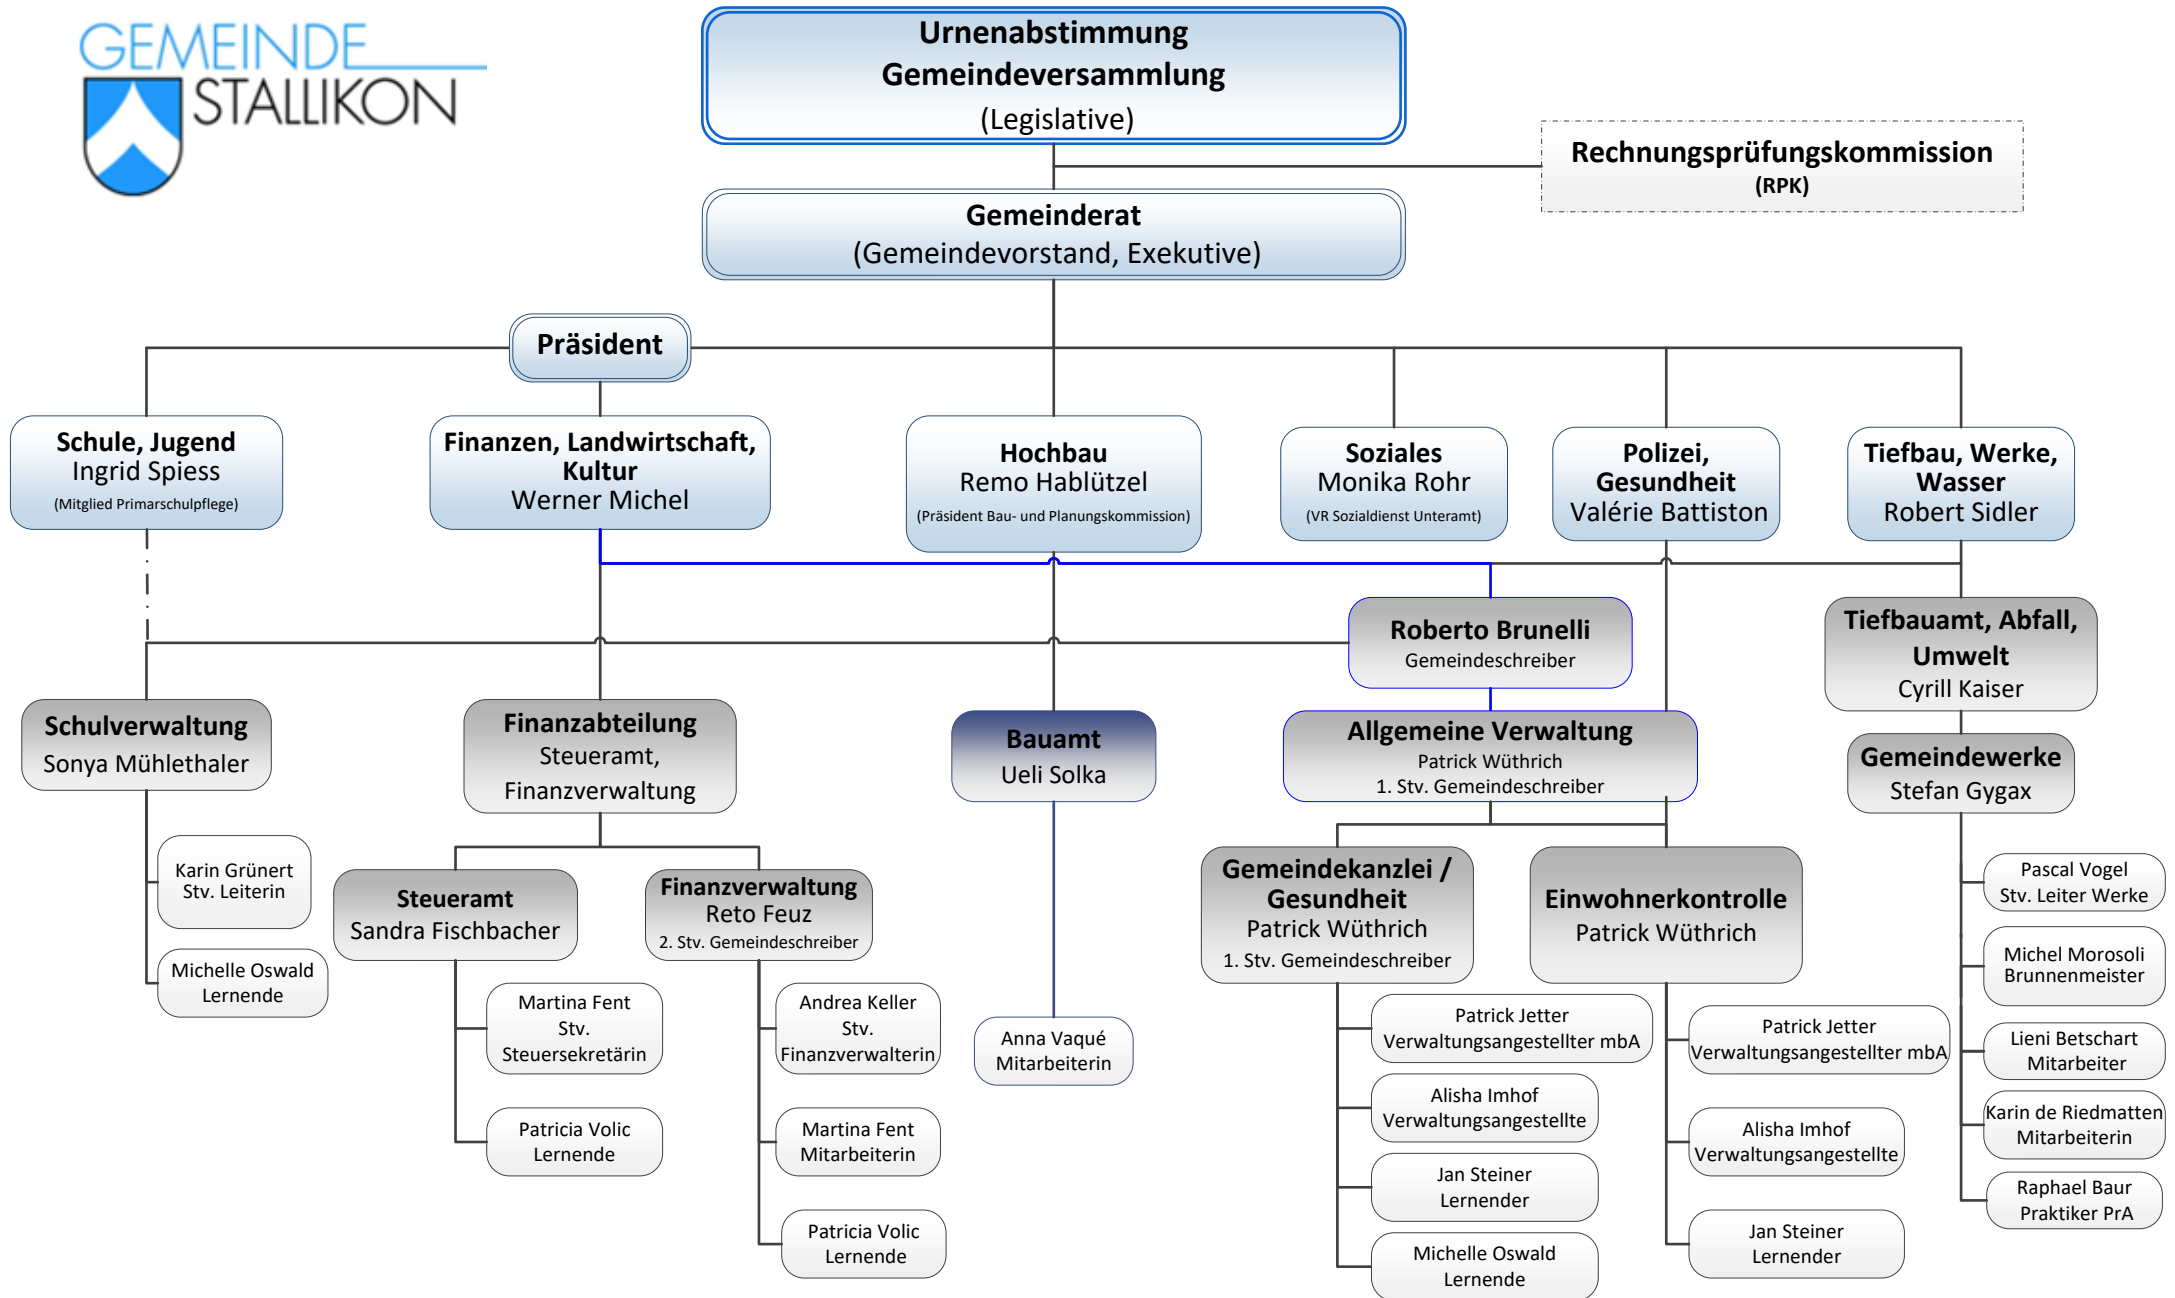 GEMEINDE
STALLIKON
Urnenabstimmung
Gemeindeversammlung
(Legislative)
Rechnungsprüfungskommission
(RPK)
Gemeinderat
(Gemeindevorstand, Exekutive)
Präsident
Schule, Jugend
Ingrid Spiess
(Mitglied Primarschulpflege)
Finanzen, Landwirtschaft,
Kultur
Werner Michel
Hochbau
Remo Hablützel
(Präsident Bau- und Planungskommission)
Soziales
Monika Rohr
(VR Sozialdienst Unteramt)
Polizei,
Gesundheit
Valérie Battiston
Tiefbau, Werke,
Wasser
Robert Sidler
Roberto Brunelli
Gemeindeschreiber
Tiefbauamt, Abfall,
Umwelt
Cyrill Kaiser
Schulverwaltung
Sonya Mühlethaler
Finanzabteilung
Steueramt,
Finanzverwaltung
Bauamt
Ueli Solka
Allgemeine Verwaltung
Patrick Wüthrich
1. Stv. Gemeindeschreiber
Gemeindewerke
Stefan Gygax
Karin Grünert
Stv. Leiterin
Michelle Oswald
Lernende
Steueramt
Sandra Fischbacher
Finanzverwaltung
Reto Feuz
2. Stv. Gemeindeschreiber
Gemeindekanzlei /
Gesundheit
Patrick Wüthrich
1. Stv. Gemeindeschreiber
Einwohnerkontrolle
Patrick Wüthrich
Martina Fent
Stv.
Steuersekretärin
Patricia Volic
Lernende
Andrea Keller
Stv.
Finanzverwalterin
Martina Fent
Mitarbeiterin
Patricia Volic
Lernende
Anna Vaqué
Mitarbeiterin
Patrick Jetter
Verwaltungsangestellter mbA
Alisha Imhof
Verwaltungsangestellte
Jan Steiner
Lernender
Michelle Oswald
Lernende
Patrick Jetter
Verwaltungsangestellter mbA
Alisha Imhof
Verwaltungsangestellte
Jan Steiner
Lernender
Pascal Vogel
Stv. Leiter Werke
Michel Morosoli
Brunnenmeister
Lieni Betschart
Mitarbeiter
Karin de Riedmatten
Mitarbeiterin
Raphael Baur
Praktiker PrA